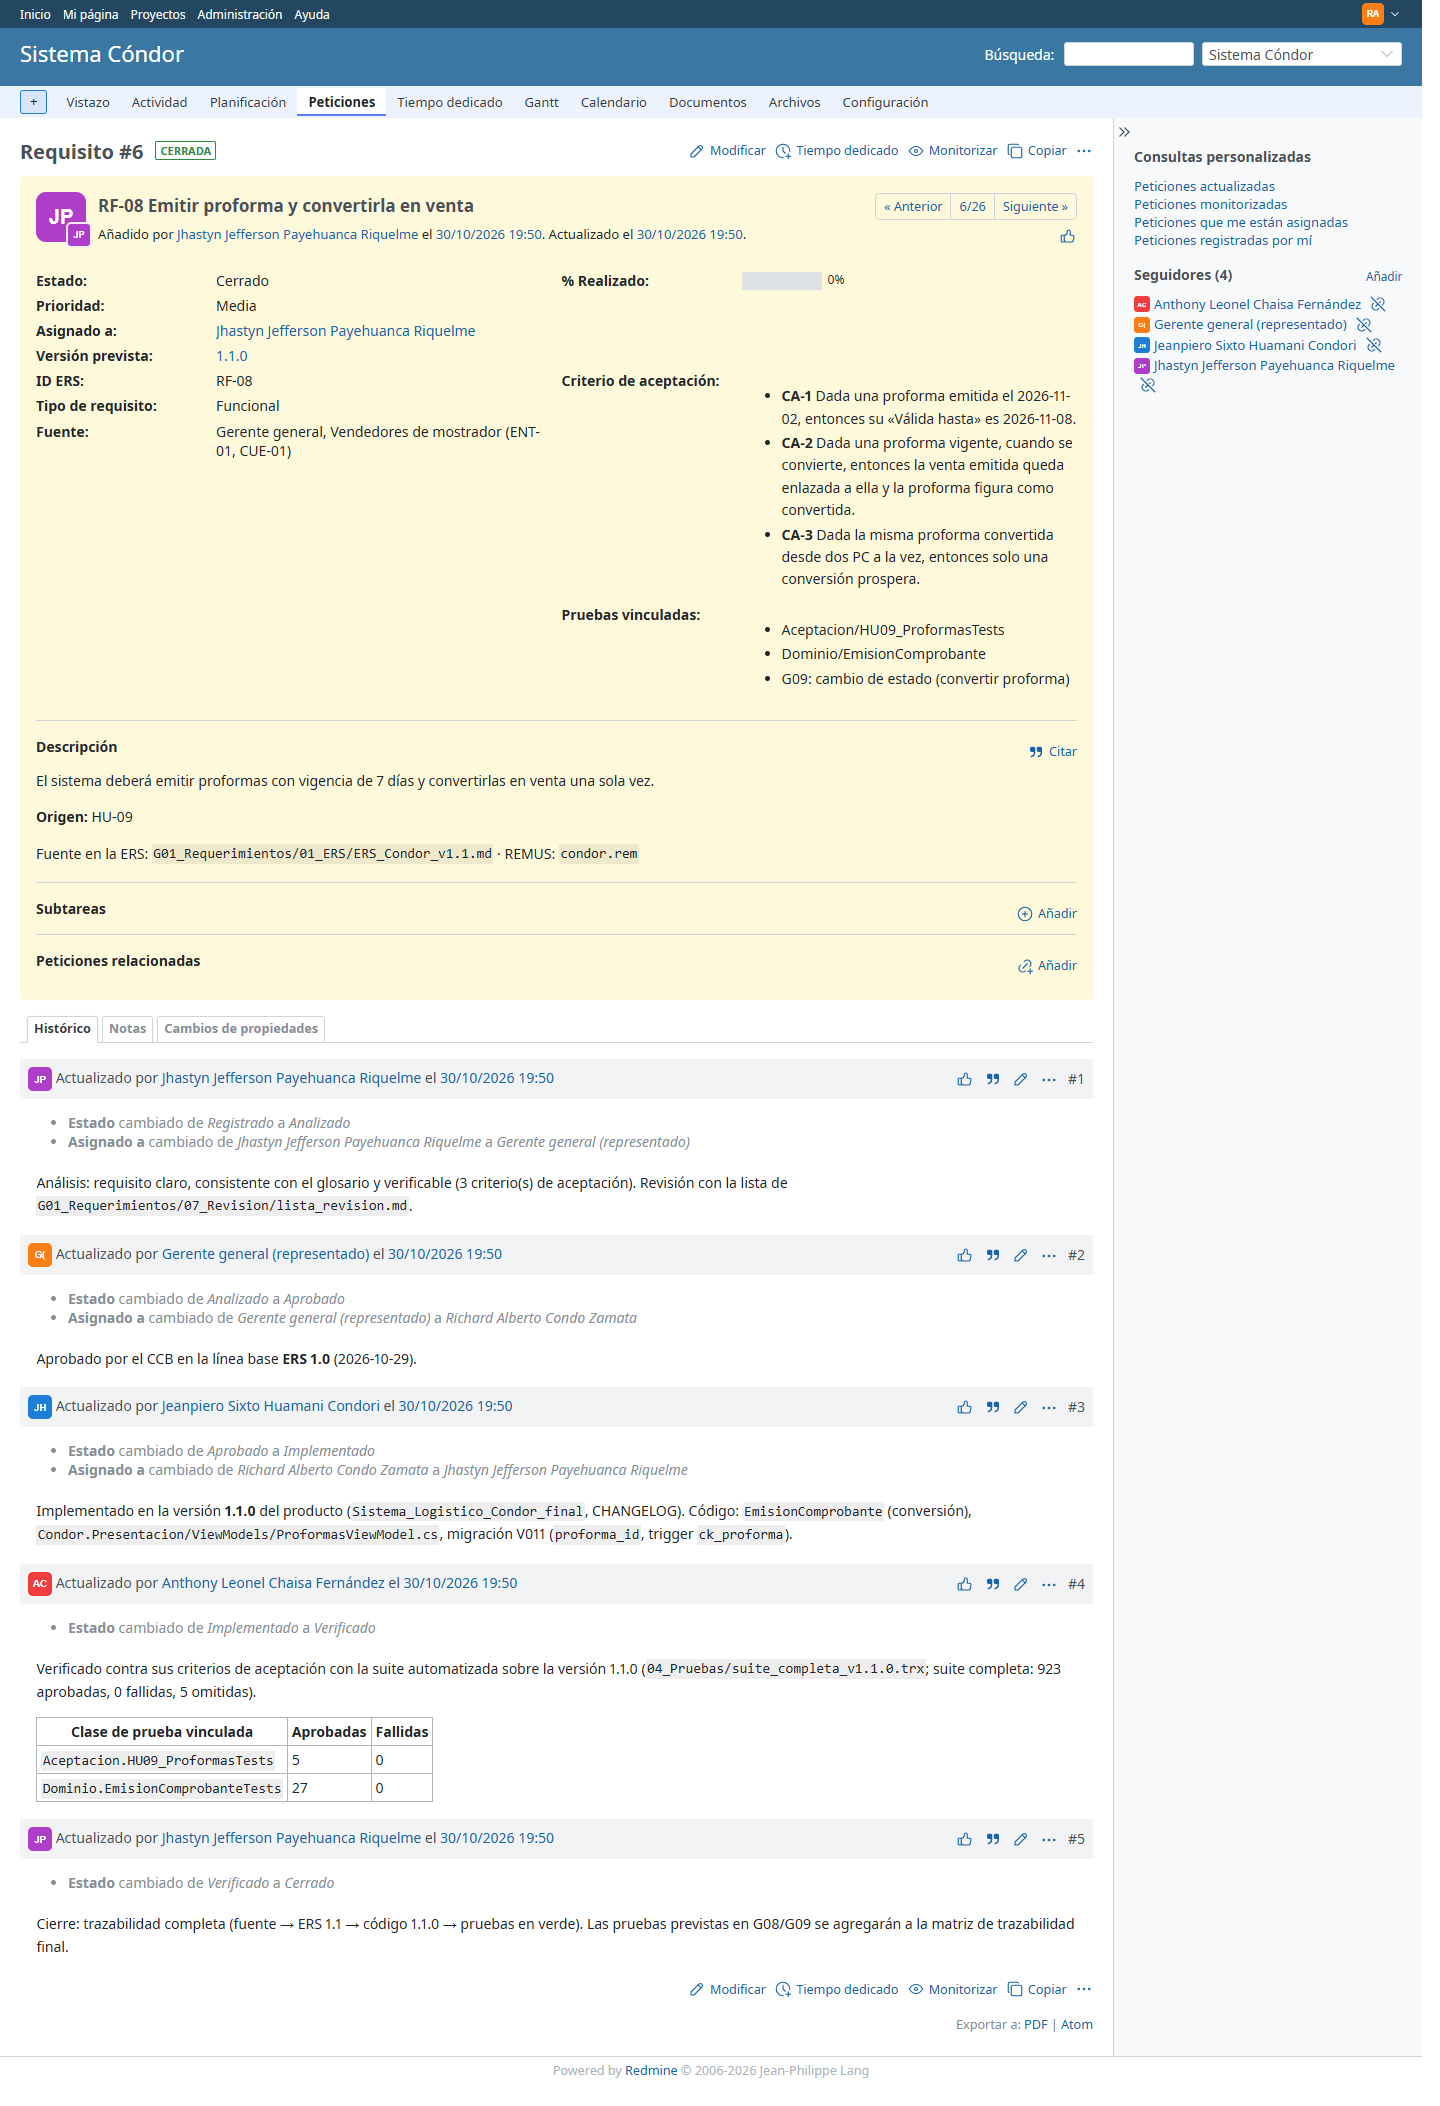 Inicio Mi página Proyectos Administración Ayuda
RA
Sistema Cóndor
Búsqueda:
Sistema Cóndor
+ Vistazo Actividad Planificación Peticiones Tiempo dedicado Gantt Calendario Documentos Archivos Configuración
Requisito #6 CERRADA
Modificar Tiempo dedicado Monitorizar Copiar ···
JP
JP
RF-08 Emitir proforma y convertirla en venta
« Anterior 6/26 Siguiente »
Añadido por Jhastyn Jefferson Payehuanca Riquelme el 30/10/2026 19:50. Actualizado el 30/10/2026 19:50.
Estado: Cerrado
% Realizado: 0%
Prioridad: Media
Asignado a: Jhastyn Jefferson Payehuanca Riquelme
Versión prevista: 1.1.0
ID ERS: RF-08
Tipo de requisito: Funcional
Fuente: Gerente general, Vendedores de mostrador (ENT-
01, CUE-01)
Criterio de aceptación:
• CA-1 Dada una proforma emitida el 2026-11-
02, entonces su «Válida hasta» es 2026-11-08.
• CA-2 Dada una proforma vigente, cuando se
convierte, entonces la venta emitida queda
enlazada a ella y la proforma figura como
convertida.
• CA-3 Dada la misma proforma convertida
desde dos PC a la vez, entonces solo una
conversión prospera.
Pruebas vinculadas:
• Aceptacion/HU09_ProformasTests
• Dominio/EmisionComprobante
• G09: cambio de estado (convertir proforma)
Descripción
Citar
El sistema deberá emitir proformas con vigencia de 7 días y convertirlas en venta una sola vez.
Origen: HU-09
Fuente en la ERS: G01_Requerimientos/01_ERS/ERS_Condor_v1.1.md · REMUS: condor.rem
Subtareas
Añadir
Peticiones relacionadas
Añadir
Histórico Notas Cambios de propiedades
JP Actualizado por Jhastyn Jefferson Payehuanca Riquelme el 30/10/2026 19:50 ··· #1
• Estado cambiado de Registrado a Analizado
• Asignado a cambiado de Jhastyn Jefferson Payehuanca Riquelme a Gerente general (representado)
Análisis: requisito claro, consistente con el glosario y verificable (3 criterio(s) de aceptación). Revisión con la lista de
G01_Requerimientos/07_Revision/lista_revision.md.
G( Actualizado por Gerente general (representado) el 30/10/2026 19:50 ··· #2
• Estado cambiado de Analizado a Aprobado
• Asignado a cambiado de Gerente general (representado) a Richard Alberto Condo Zamata
Aprobado por el CCB en la línea base ERS 1.0 (2026-10-29).
JH Actualizado por Jeanpiero Sixto Huamani Condori el 30/10/2026 19:50 ··· #3
• Estado cambiado de Aprobado a Implementado
• Asignado a cambiado de Richard Alberto Condo Zamata a Jhastyn Jefferson Payehuanca Riquelme
Implementado en la versión 1.1.0 del producto (Sistema_Logistico_Condor_final, CHANGELOG). Código: EmisionComprobante (conversión),
Condor.Presentacion/ViewModels/ProformasViewModel.cs, migración V011 (proforma_id, trigger ck_proforma).
AC Actualizado por Anthony Leonel Chaisa Fernández el 30/10/2026 19:50 ··· #4
• Estado cambiado de Implementado a Verificado
Verificado contra sus criterios de aceptación con la suite automatizada sobre la versión 1.1.0 (04_Pruebas/suite_completa_v1.1.0.trx; suite completa: 923
aprobadas, 0 fallidas, 5 omitidas).
Clase de prueba vinculada Aprobadas Fallidas
Aceptacion.HU09_ProformasTests 5 0
Dominio.EmisionComprobanteTests 27 0
JP Actualizado por Jhastyn Jefferson Payehuanca Riquelme el 30/10/2026 19:50 ··· #5
• Estado cambiado de Verificado a Cerrado
Cierre: trazabilidad completa (fuente → ERS 1.1 → código 1.1.0 → pruebas en verde). Las pruebas previstas en G08/G09 se agregarán a la matriz de trazabilidad
final.
Modificar Tiempo dedicado Monitorizar Copiar ···
Exportar a: PDF | Atom
Consultas personalizadas
Peticiones actualizadas
Peticiones monitorizadas
Peticiones que me están asignadas
Peticiones registradas por mí
Seguidores (4) Añadir
AC Anthony Leonel Chaisa Fernández
G( Gerente general (representado)
JH Jeanpiero Sixto Huamani Condori
JP Jhastyn Jefferson Payehuanca Riquelme
Powered by Redmine © 2006-2026 Jean-Philippe Lang